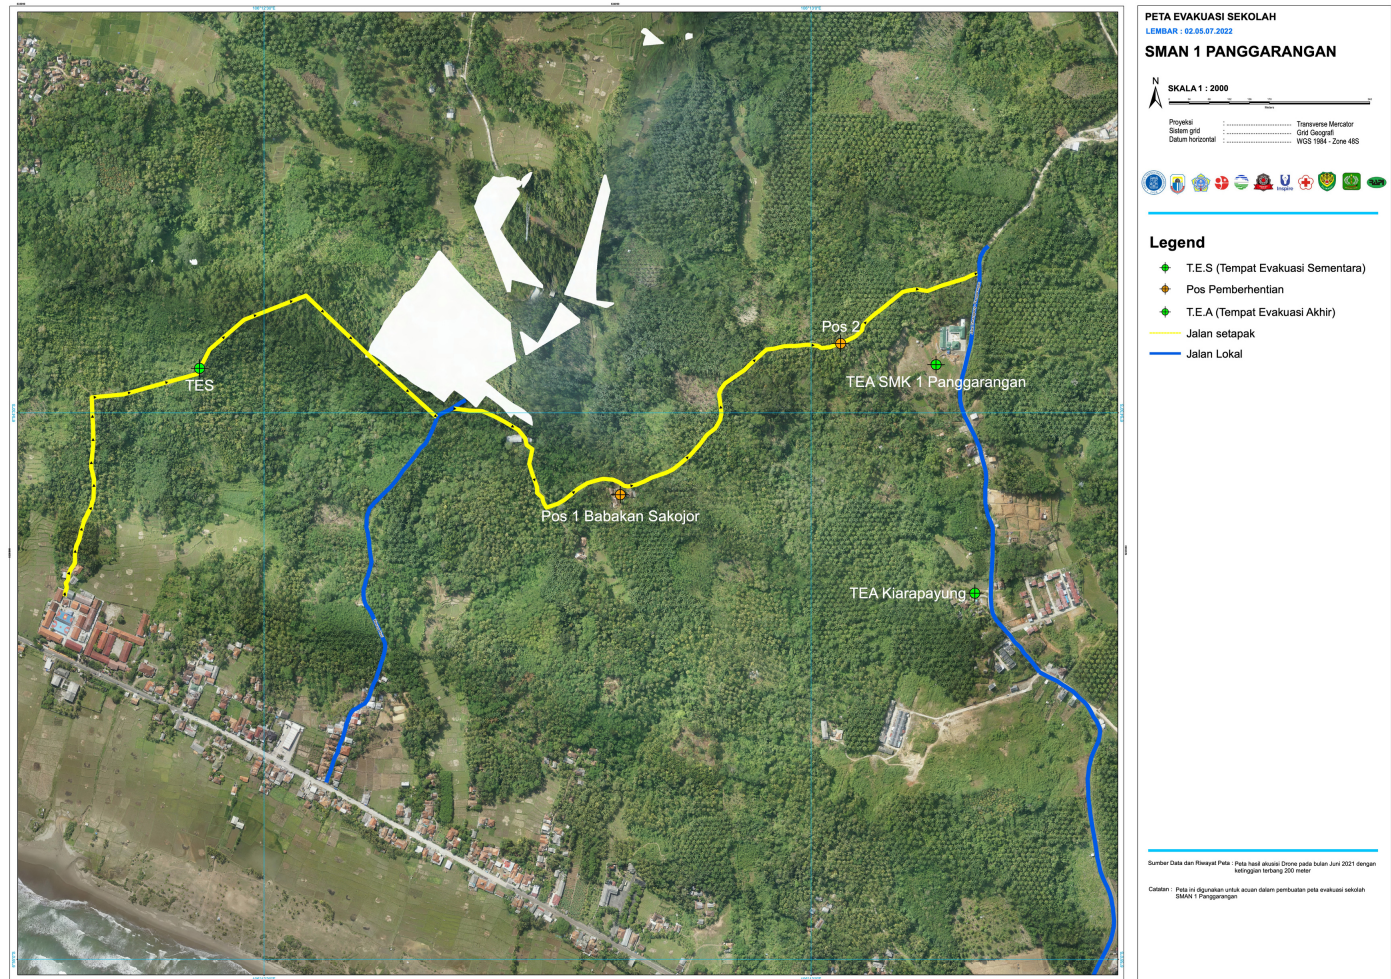 PETA EVAKUASI SEKOLAH
LEMBAR : 02.05.07.2022
SMAN 1 PANGGARANGAN
N
SKALA 1 : 2000
Meters
Proyeksi : Transverse Mercator
Sistem grid : Grid Geografi
Datum horizontal : WGS 1984 - Zone 48S
Inspire
RAPI
Legend
T.E.S (Tempat Evakuasi Sementara)
Pos Pemberhentian
T.E.A (Tempat Evakuasi Akhir)
Jalan setapak
Jalan Lokal
Pos 2
TES
TEA SMK 1 Panggarangan
Pos 1 Babakan Sakojor
TEA Kiarapayung
Sumber Data dan Riwayat Peta : Peta hasil akusisi Drone pada bulan Juni 2021 dengan
ketinggian terbang 200 meter
Catatan : Peta ini digunakan untuk acuan dalam pembuatan peta evakuasi sekolah
SMAN 1 Panggarangan